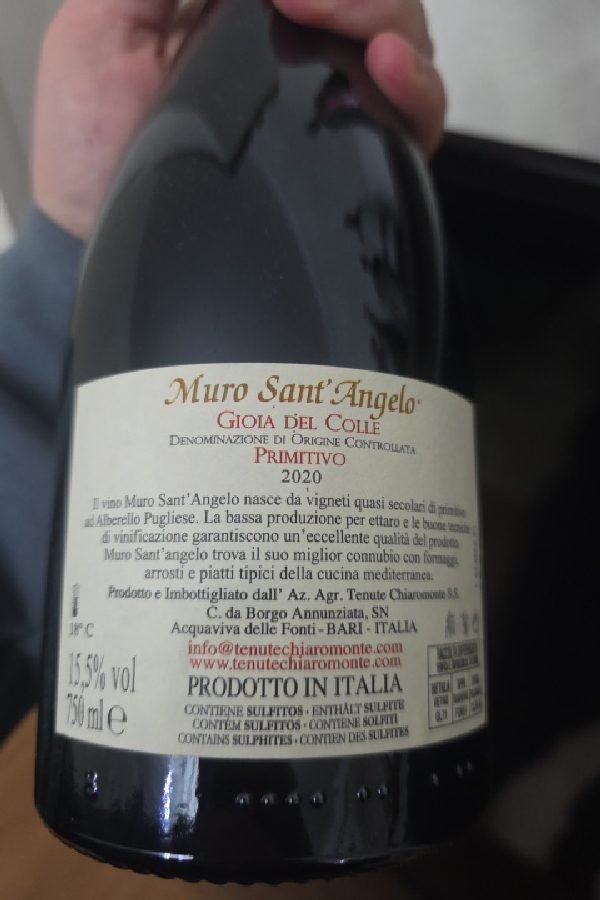 Muro Sant'Angelo
GIOIA DEL COLLE
DENOMINAZIONE DI ORIGINE CONTROLLATA
PRIMITIVO
2020
Il vino Muro Sant'Angelo nasce da vigneti quasi secolari di primitivo
ad Alberello Pugliese. La bassa produzione per ettaro e le buone tecniche
di vinificazione garantiscono un'eccellente qualità del prodotto.
Muro Sant'angelo trova il suo miglior connubio con formaggi,
arrosti e piatti tipici della cucina mediterranea.
Prodotto e Imbottigliato dall' Az. Agr. Tenute Chiaromonte S.S.
C. da Borgo Annunziata, SN
Acquaviva delle Fonti - BARI - ITALIA
18° C
info@tenutechiaromonte.com
www.tenutechiaromonte.com
15,5% vol
PRODOTTO IN ITALIA
750 ml e
CONTIENE SULFITOS - ENTHÄLT SULFITE
CONTÉM SULFITOS - CONTIENE SOLFITI
CONTAINS SULPHITES - CONTIEN DES SULFITES